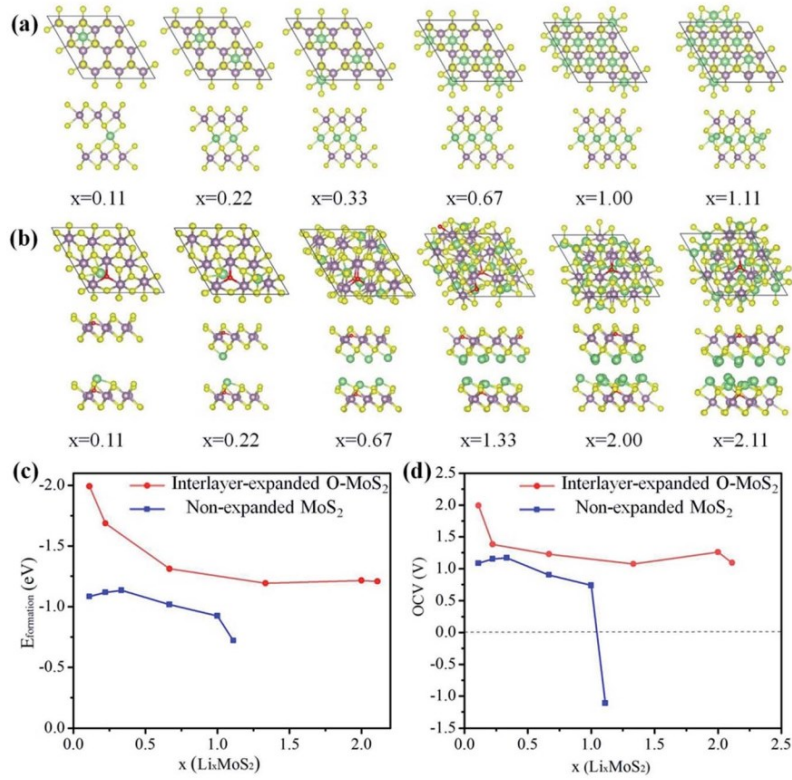 (a)
x=0.11 x=0.22 x=0.33 x=0.67 x=1.00 x=1.11
(b)
x=0.11 x=0.22 x=0.67 x=1.33 x=2.00 x=2.11
(c)
-2.0
-1.5
-1.0
-0.5
0.0
E formation (eV)
Interlayer-expanded O-MoS₂
Non-expanded MoS₂
0.0 0.5 1.0 1.5 2.0
x (LixMoS₂)
(d)
2.5
2.0
1.5
1.0
0.5
0.0
-0.5
-1.0
-1.5
OCV (V)
Interlayer-expanded O-MoS₂
Non-expanded MoS₂
0.0 0.5 1.0 1.5 2.0 2.5
x (LixMoS₂)